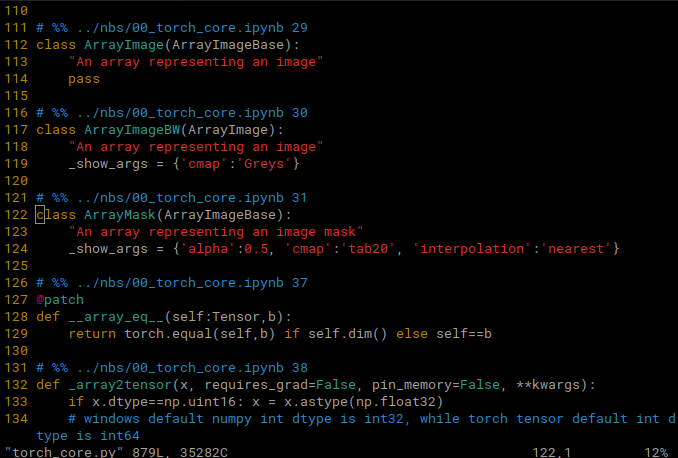 110
111 # %% ../nbs/00_torch_core.ipynb 29
112 class ArrayImage(ArrayImageBase):
113     "An array representing an image"
114     pass
115
116 # %% ../nbs/00_torch_core.ipynb 30
117 class ArrayImageBW(ArrayImage):
118     "An array representing an image"
119     _show_args = {'cmap':'Greys'}
120
121 # %% ../nbs/00_torch_core.ipynb 31
122 class ArrayMask(ArrayImageBase):
123     "An array representing an image mask"
124     _show_args = {'alpha':0.5, 'cmap':'tab20', 'interpolation':'nearest'}
125
126 # %% ../nbs/00_torch_core.ipynb 37
127 @patch
128 def __array_eq__(self:Tensor,b):
129     return torch.equal(self,b) if self.dim() else self==b
130
131 # %% ../nbs/00_torch_core.ipynb 38
132 def _array2tensor(x, requires_grad=False, pin_memory=False, **kwargs):
133     if x.dtype==np.uint16: x = x.astype(np.float32)
134     # windows default numpy int dtype is int32, while torch tensor default int d
type is int64
"torch_core.py" 879L, 35282C 122,1 12%